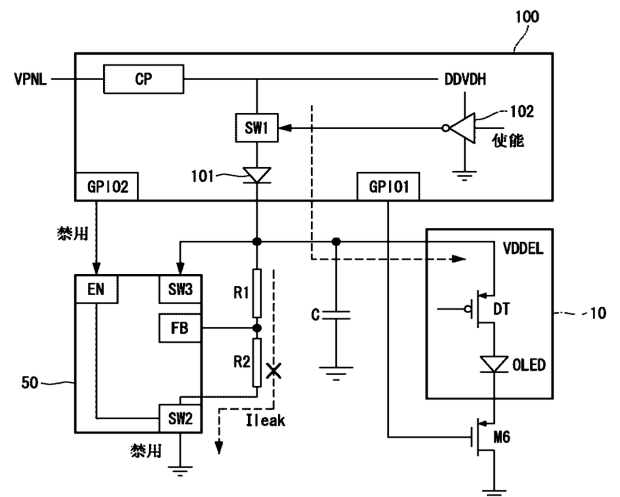 100
VPNL
CP
DDVDH
SW1
102
使能
101
GPIO2
GPIO1
禁用
VDDEL
EN
SW3
R1
C
DT
10
FB
R2
OLED
50
SW2
Ileak
M6
禁用